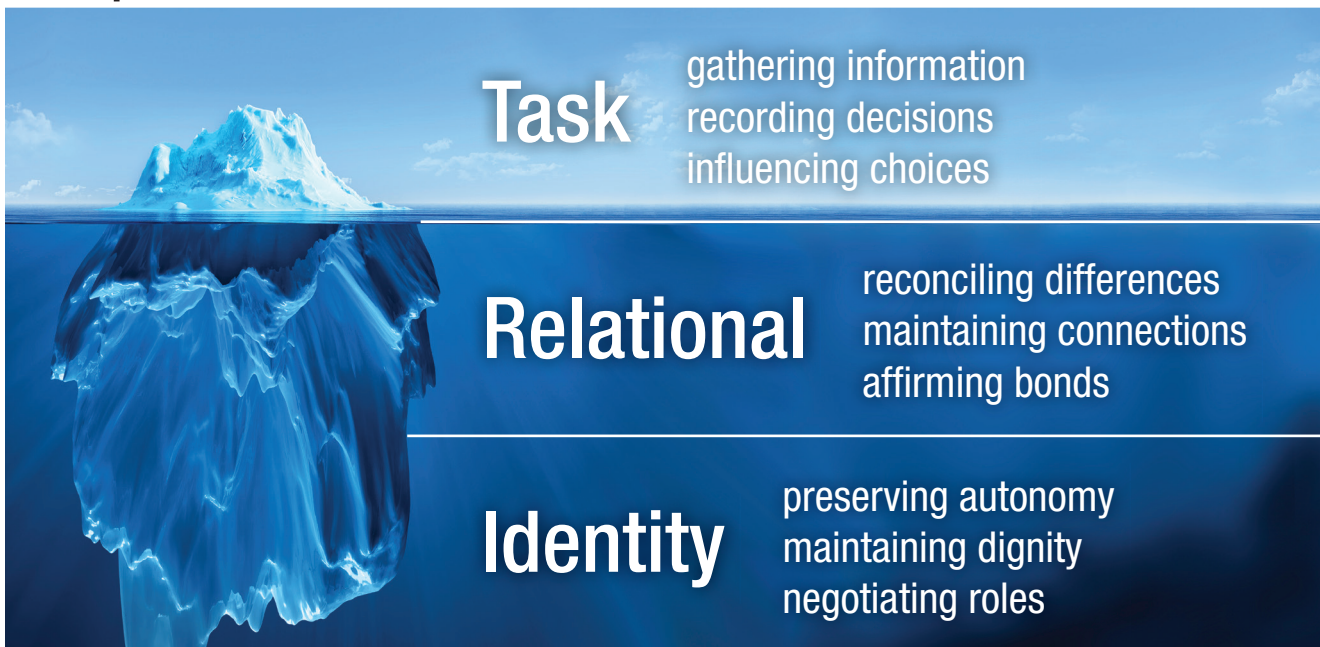 Task
gathering information
recording decisions
influencing choices
Relational
reconciling differences
maintaining connections
affirming bonds
Identity
preserving autonomy
maintaining dignity
negotiating roles